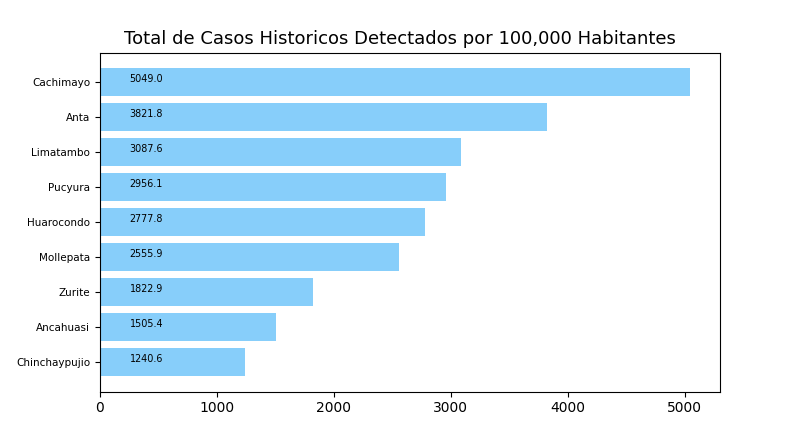 Total de Casos Historicos Detectados por 100,000 Habitantes
Cachimayo 5049.0
Anta 3821.8
Limatambo 3087.6
Pucyura 2956.1
Huarocondo 2777.8
Mollepata 2555.9
Zurite 1822.9
Ancahuasi 1505.4
Chinchaypujio 1240.6
0 1000 2000 3000 4000 5000